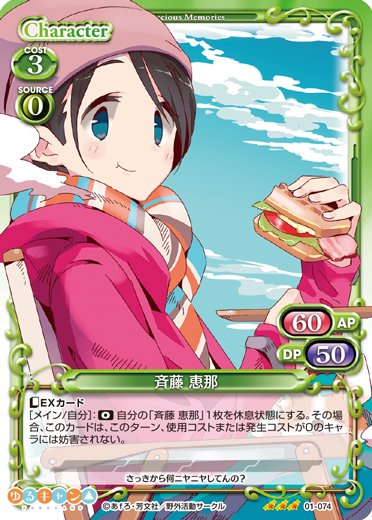 Precious Memories
Character
COST
3
SOURCE
0
60 AP
DP 50
斉藤 恵那
EXカード
[メイン/自分]:0自分の「斉藤 恵那」1枚を休息状態にする。その場
合、このカードは、このターン、使用コストまたは発生コストが0のキャ
ラには妨害されない。
さっきから何ニヤニヤしてんの?
ゆるキャン
©あfろ・芳文社/野外活動サークル
01-074